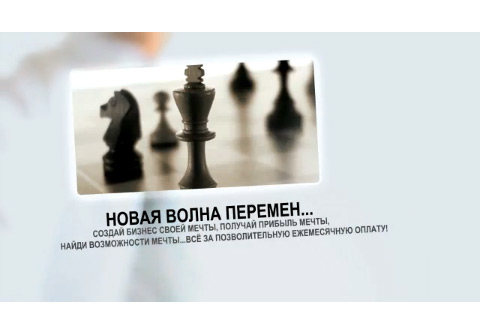 НОВАЯ ВОЛНА ПЕРЕМЕН...
СОЗДАЙ БИЗНЕС СВОЕЙ МЕЧТЫ, ПОЛУЧАЙ ПРИБЫЛЬ МЕЧТЫ,
НАЙДИ ВОЗМОЖНОСТИ МЕЧТЫ...ВСЁ ЗА ПОЗВОЛИТЕЛЬНУЮ ЕЖЕМЕСЯЧНУЮ ОПЛАТУ!